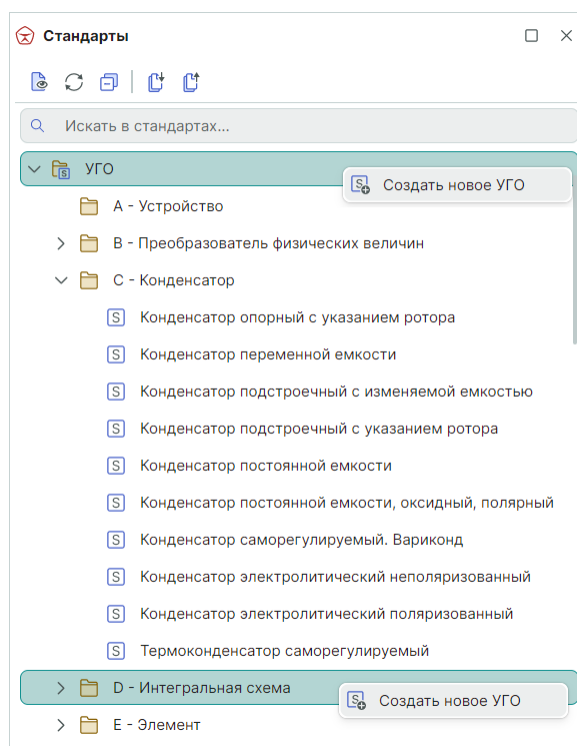 Стандарты
Искать в стандартах...
УГО
Создать новое УГО
A - Устройство
B - Преобразователь физических величин
C - Конденсатор
Конденсатор опорный с указанием ротора
Конденсатор переменной емкости
Конденсатор подстроечный с изменяемой емкостью
Конденсатор подстроечный с указанием ротора
Конденсатор постоянной емкости
Конденсатор постоянной емкости, оксидный, полярный
Конденсатор саморегулируемый. Вариконд
Конденсатор электролитический неполяризованный
Конденсатор электролитический поляризованный
Термоконденсатор саморегулируемый
D - Интегральная схема
Создать новое УГО
E - Элемент